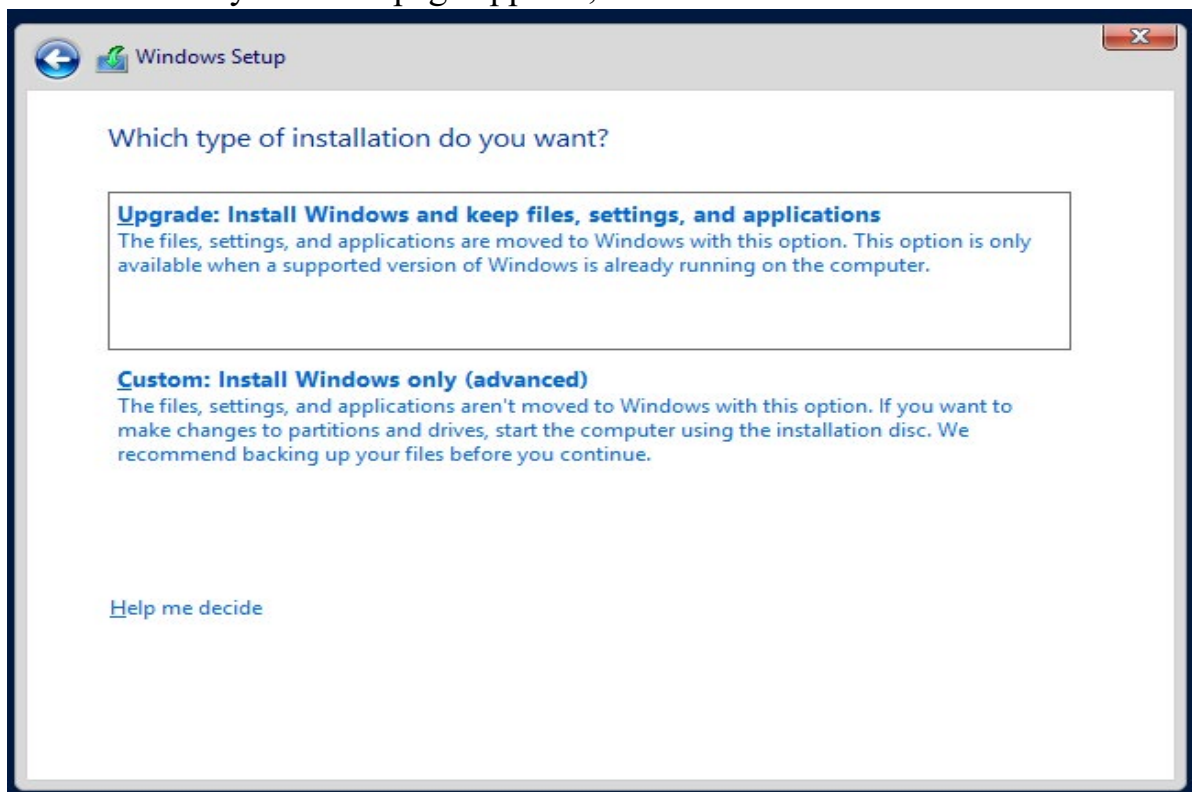 Windows Setup
Which type of installation do you want?
Upgrade: Install Windows and keep files, settings, and applications
The files, settings, and applications are moved to Windows with this option. This option is only
available when a supported version of Windows is already running on the computer.
Custom: Install Windows only (advanced)
The files, settings, and applications aren't moved to Windows with this option. If you want to
make changes to partitions and drives, start the computer using the installation disc. We
recommend backing up your files before you continue.
Help me decide